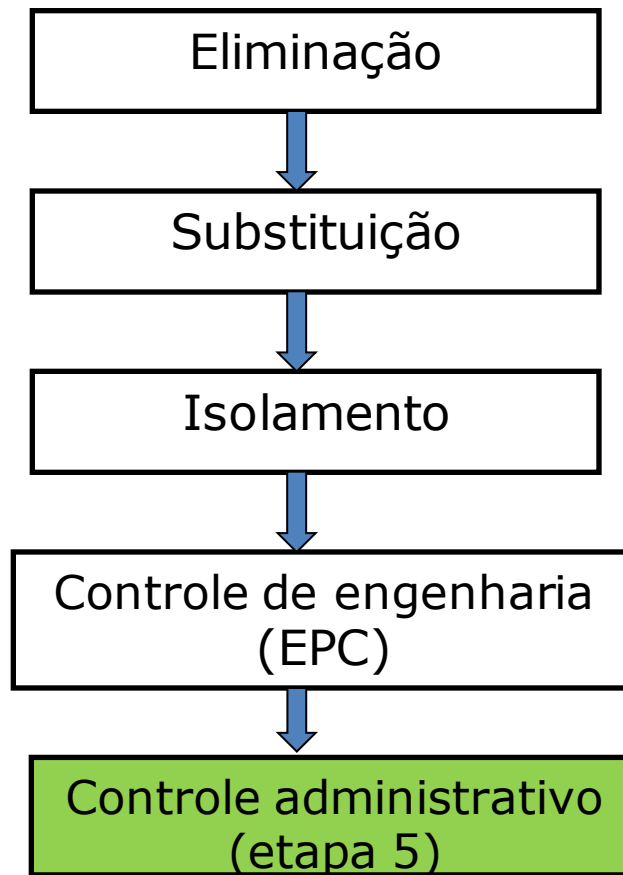 Eliminação
Substituição
Isolamento
Controle de engenharia
(EPC)
Controle administrativo
(etapa 5)